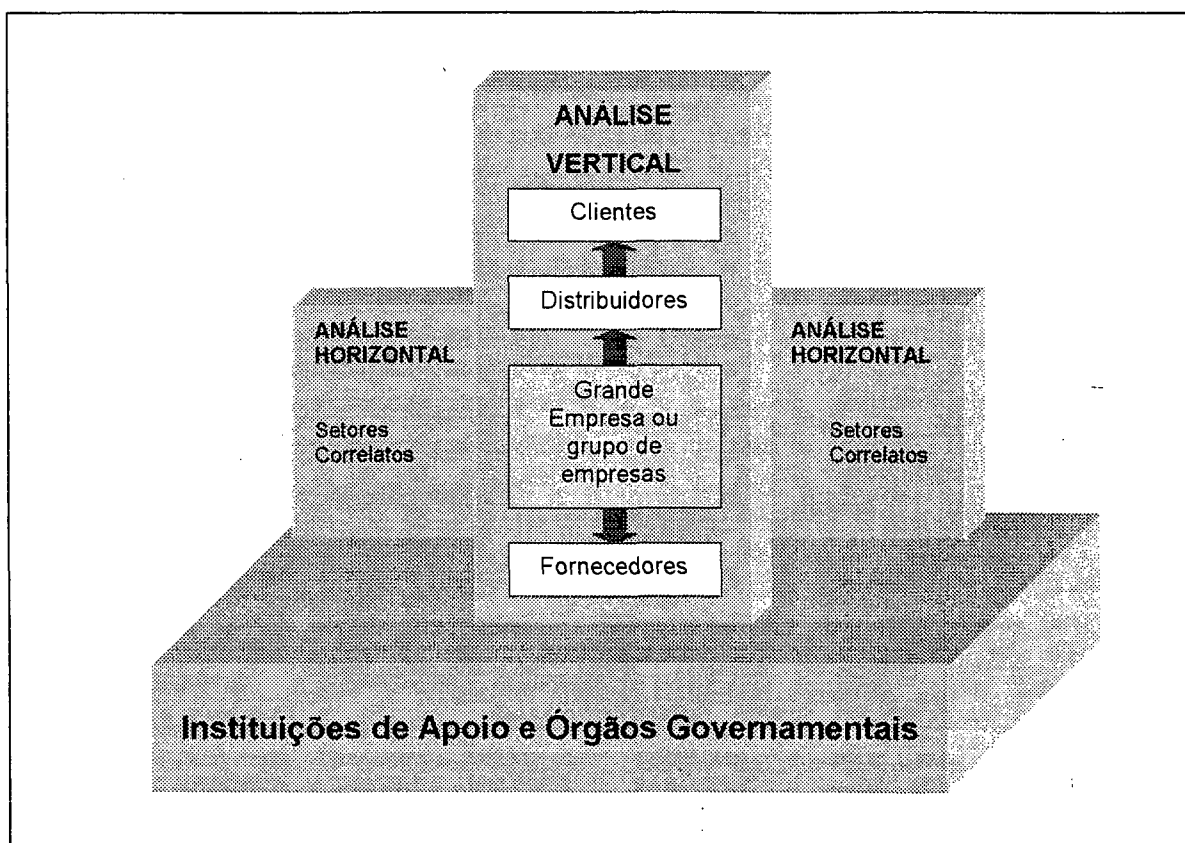 ANÁLISE
VERTICAL
Clientes
Distribuidores
ANÁLISE
HORIZONTAL
Setores
Correlatos
Grande
Empresa ou
grupo de
empresas
ANÁLISE
HORIZONTAL
Setores
Correlatos
Fornecedores
Instituições de Apoio e Órgãos Governamentais